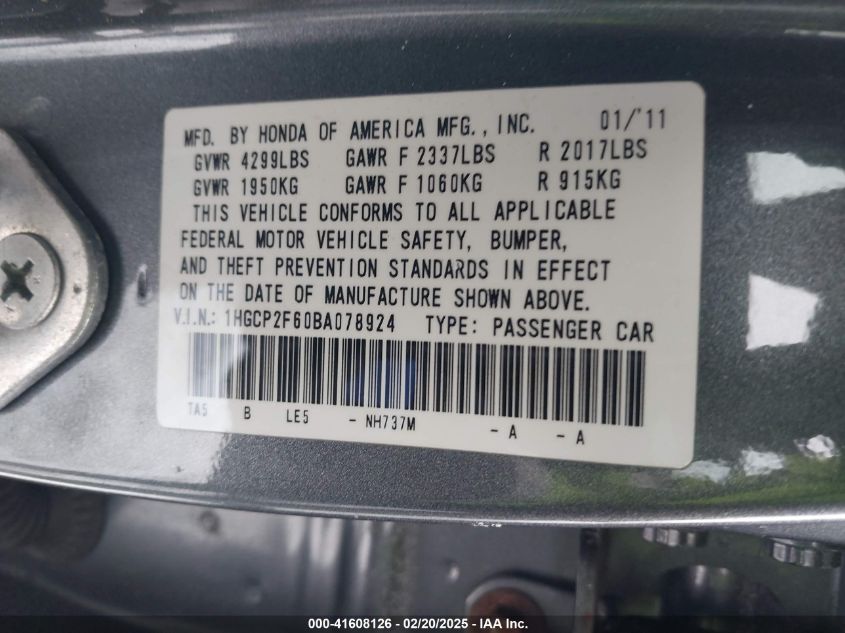 MFD. BY HONDA OF AMERICA MFG., INC. 01/'11
GVWR 4299LBS GAWR F 2337LBS R 2017LBS
GVWR 1950KG GAWR F 1060KG R 915KG
THIS VEHICLE CONFORMS TO ALL APPLICABLE
FEDERAL MOTOR VEHICLE SAFETY, BUMPER,
AND THEFT PREVENTION STANDARDS IN EFFECT
ON THE DATE OF MANUFACTURE SHOWN ABOVE.
V.I.N.: 1HGCP2F60BA078924 TYPE: PASSENGER CAR
TA5 B LE5 - NH737M - A - A
000-41608126 - 02/20/2025 - IAA Inc.